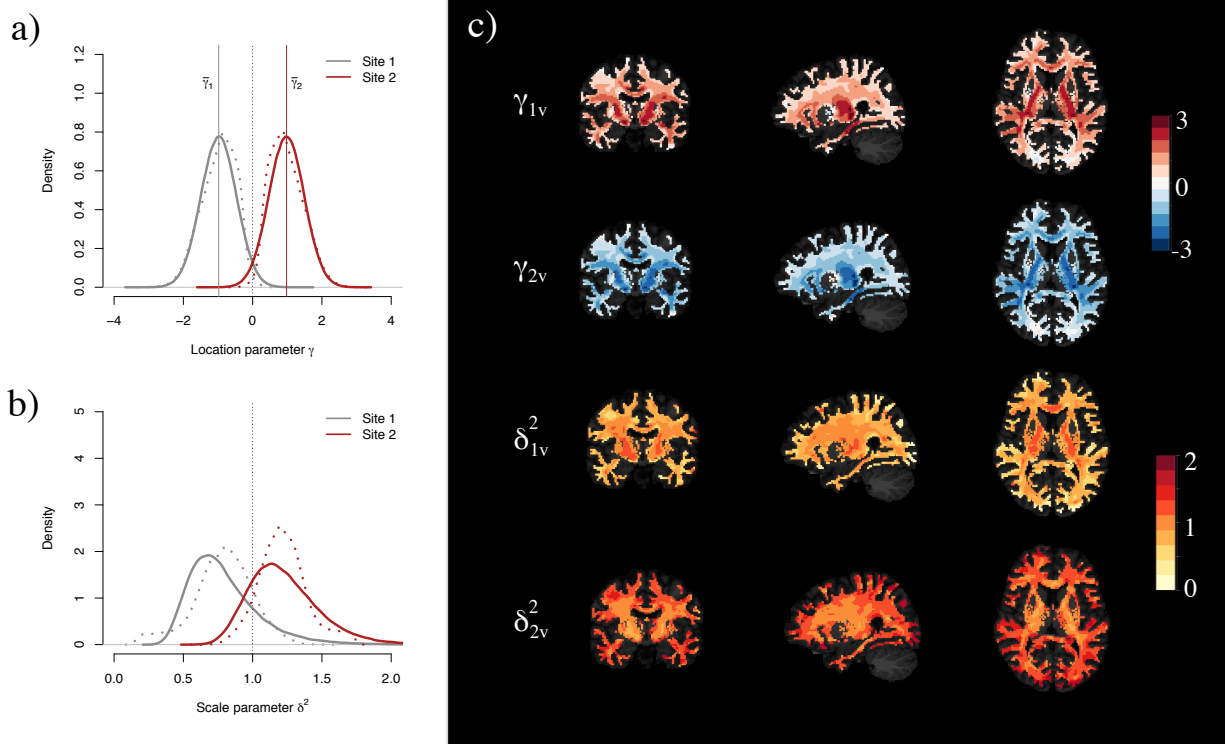 a)
Density
0.0 0.2 0.4 0.6 0.8 1.0 1.2
−4 −2 0 2 4
Location parameter γ
γ̅₁
γ̅₂
Site 1
Site 2
b)
Density
0 1 2 3 4 5
0.0 0.5 1.0 1.5 2.0
Scale parameter δ²
Site 1
Site 2
c)
γ₁ᵥ
γ₂ᵥ
δ²₁ᵥ
δ²₂ᵥ
3
0
-3
2
1
0